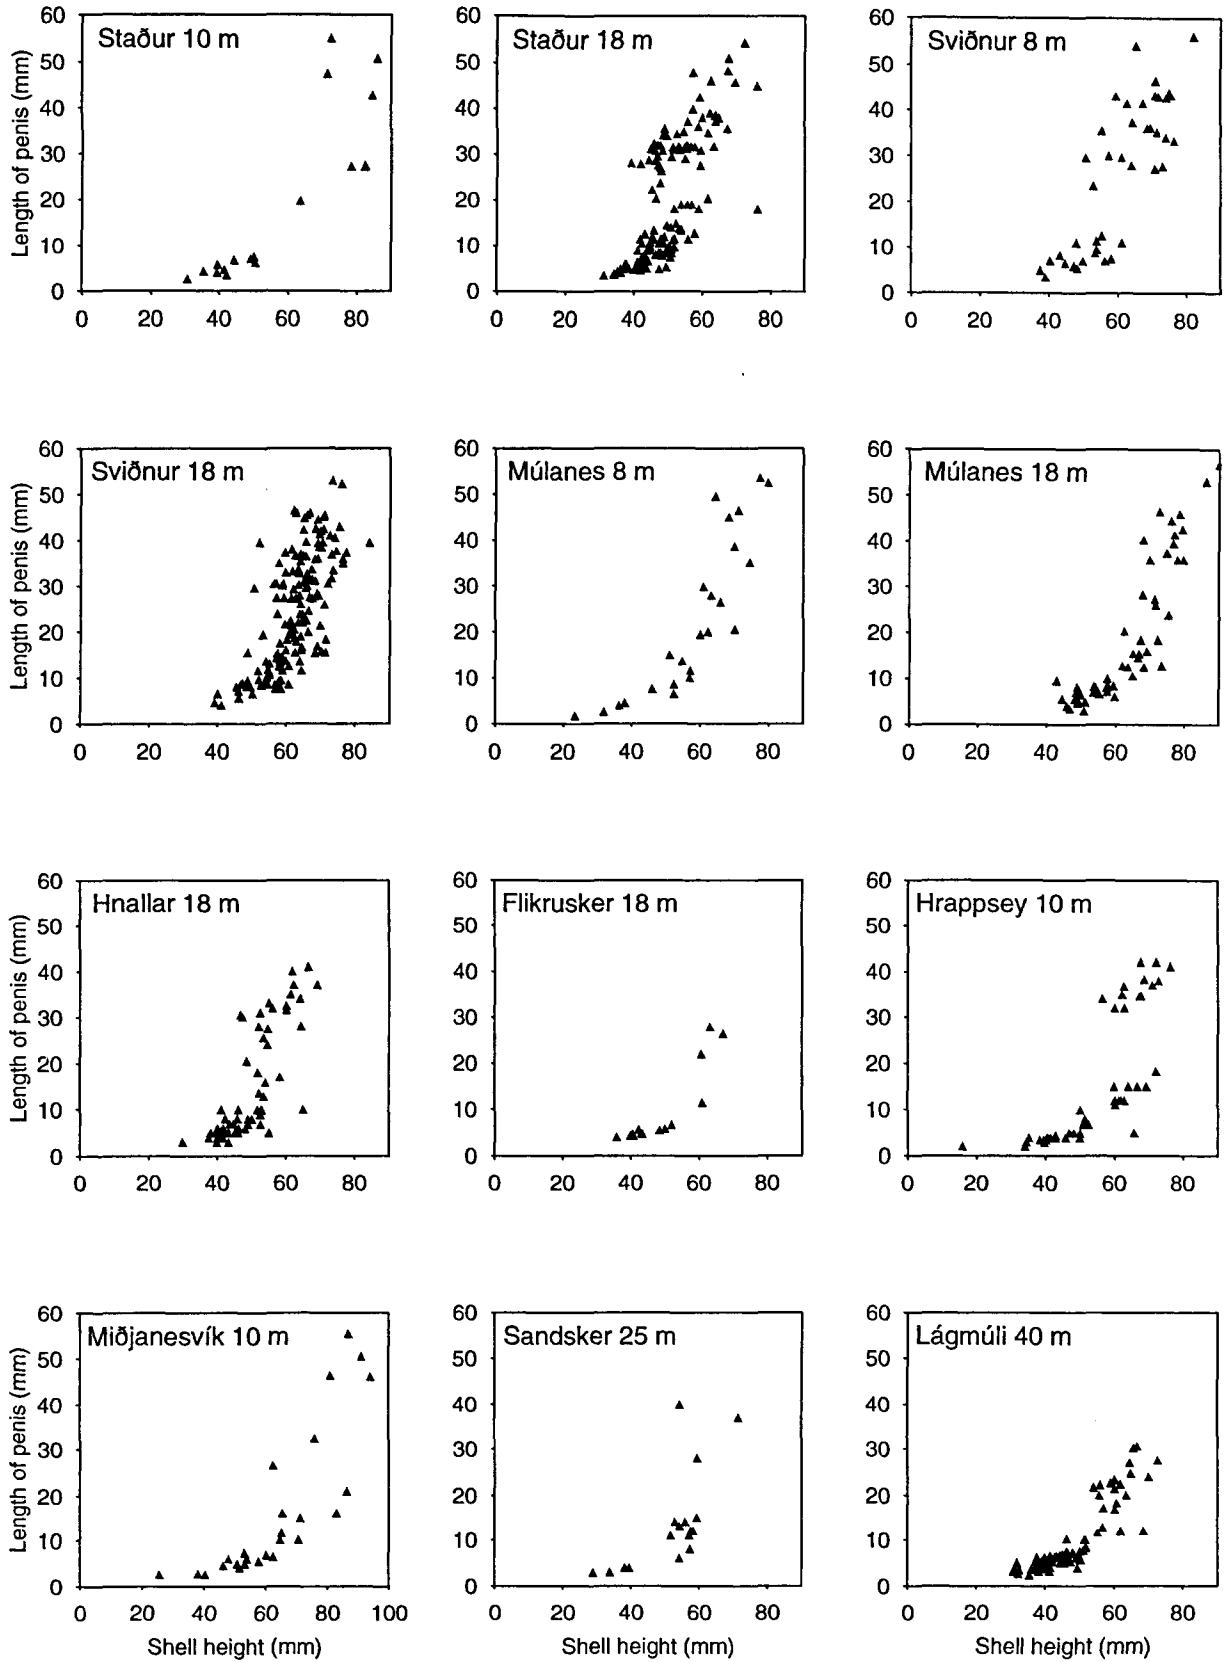 Staður 10 m
Length of penis (mm)
60
50
40
30
20
10
0
0 20 40 60 80
Staður 18 m
60
50
40
30
20
10
0
0 20 40 60 80
Sviðnur 8 m
60
50
40
30
20
10
0
0 20 40 60 80
Sviðnur 18 m
Length of penis (mm)
60
50
40
30
20
10
0
0 20 40 60 80
Múlanes 8 m
60
50
40
30
20
10
0
0 20 40 60 80
Múlanes 18 m
60
50
40
30
20
10
0
0 20 40 60 80
Hnallar 18 m
Length of penis (mm)
60
50
40
30
20
10
0
0 20 40 60 80
Flikrusker 18 m
60
50
40
30
20
10
0
0 20 40 60 80
Hrappsey 10 m
60
50
40
30
20
10
0
0 20 40 60 80
Miðjanesvík 10 m
Length of penis (mm)
60
50
40
30
20
10
0
0 20 40 60 80 100
Shell height (mm)
Sandsker 25 m
60
50
40
30
20
10
0
0 20 40 60 80
Shell height (mm)
Lágmúli 40 m
60
50
40
30
20
10
0
0 20 40 60 80
Shell height (mm)